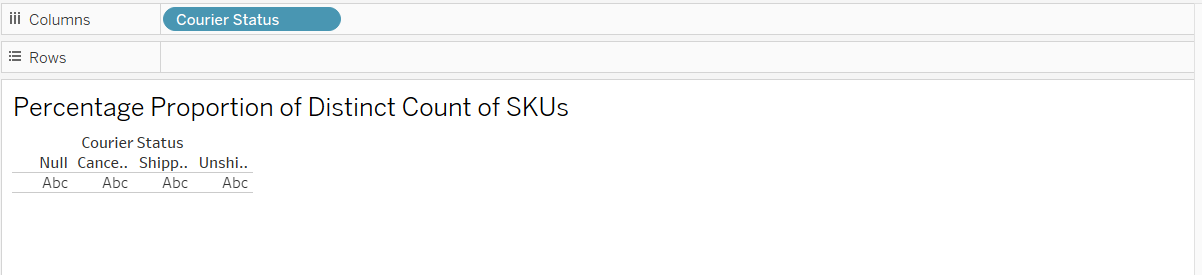 Columns Courier Status
Rows
Percentage Proportion of Distinct Count of SKUs
Courier Status
Null Cance.. Shipp.. Unshi..
Abc Abc Abc Abc